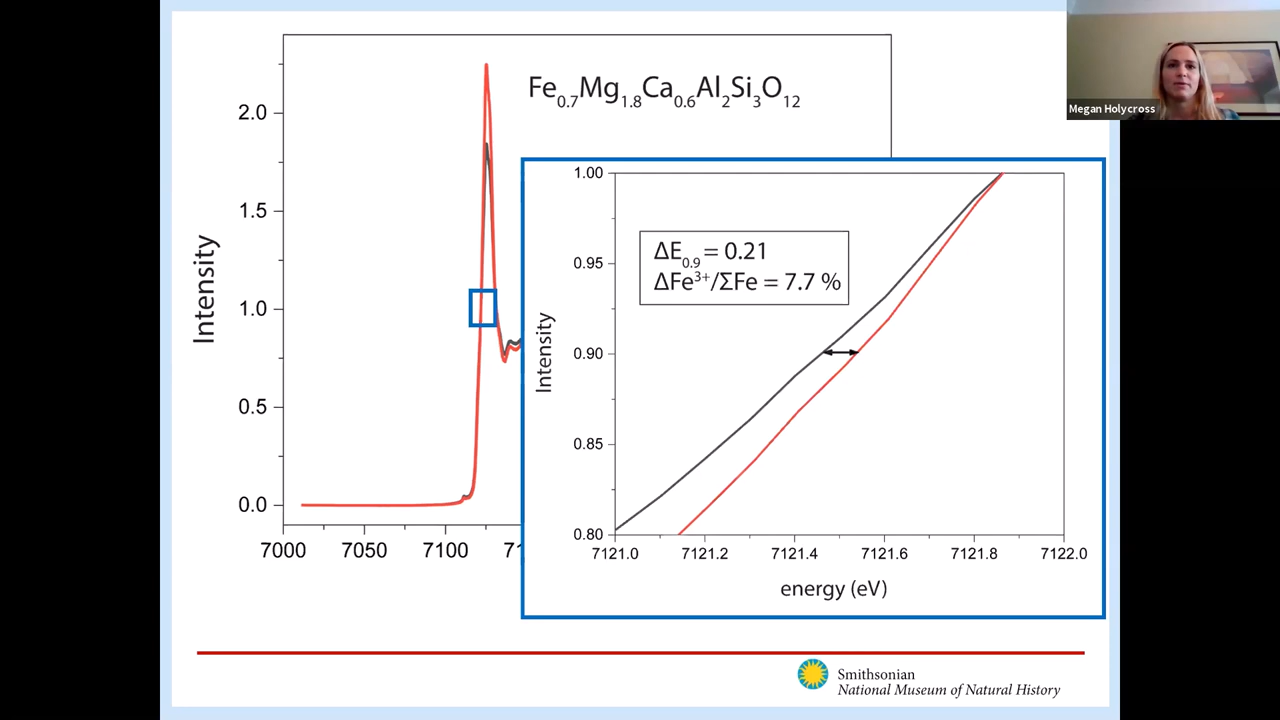 Megan Holycross
Fe0.7Mg1.8Ca0.6Al2Si3O12
Intensity
2.0
1.5
1.0
0.5
0.0
7000 7050 7100 71
ΔE0.9 = 0.21
ΔFe3+/ΣFe = 7.7 %
Intensity
1.00
0.95
0.90
0.85
0.80
7121.0 7121.2 7121.4 7121.6 7121.8 7122.0
energy (eV)
Smithsonian
National Museum of Natural History